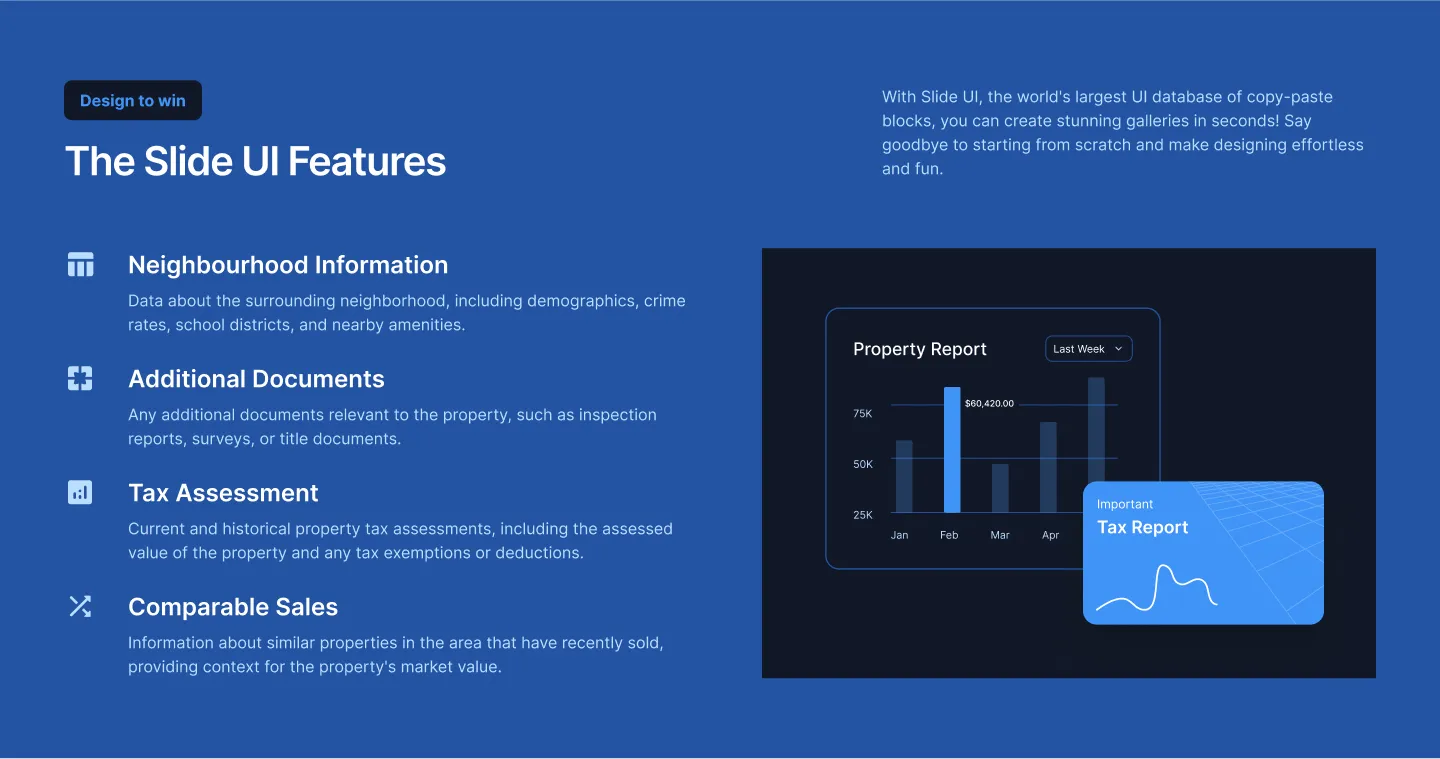 Design to win
The Slide UI Features
With Slide UI, the world's largest UI database of copy-paste
blocks, you can create stunning galleries in seconds! Say
goodbye to starting from scratch and make designing effortless
and fun.
Neighbourhood Information
Data about the surrounding neighborhood, including demographics, crime
rates, school districts, and nearby amenities.
Additional Documents
Any additional documents relevant to the property, such as inspection
reports, surveys, or title documents.
Tax Assessment
Current and historical property tax assessments, including the assessed
value of the property and any tax exemptions or deductions.
Comparable Sales
Information about similar properties in the area that have recently sold,
providing context for the property's market value.
Property Report
Last Week
$60,420.00
75K
50K
25K
Jan Feb Mar Apr
Important
Tax Report